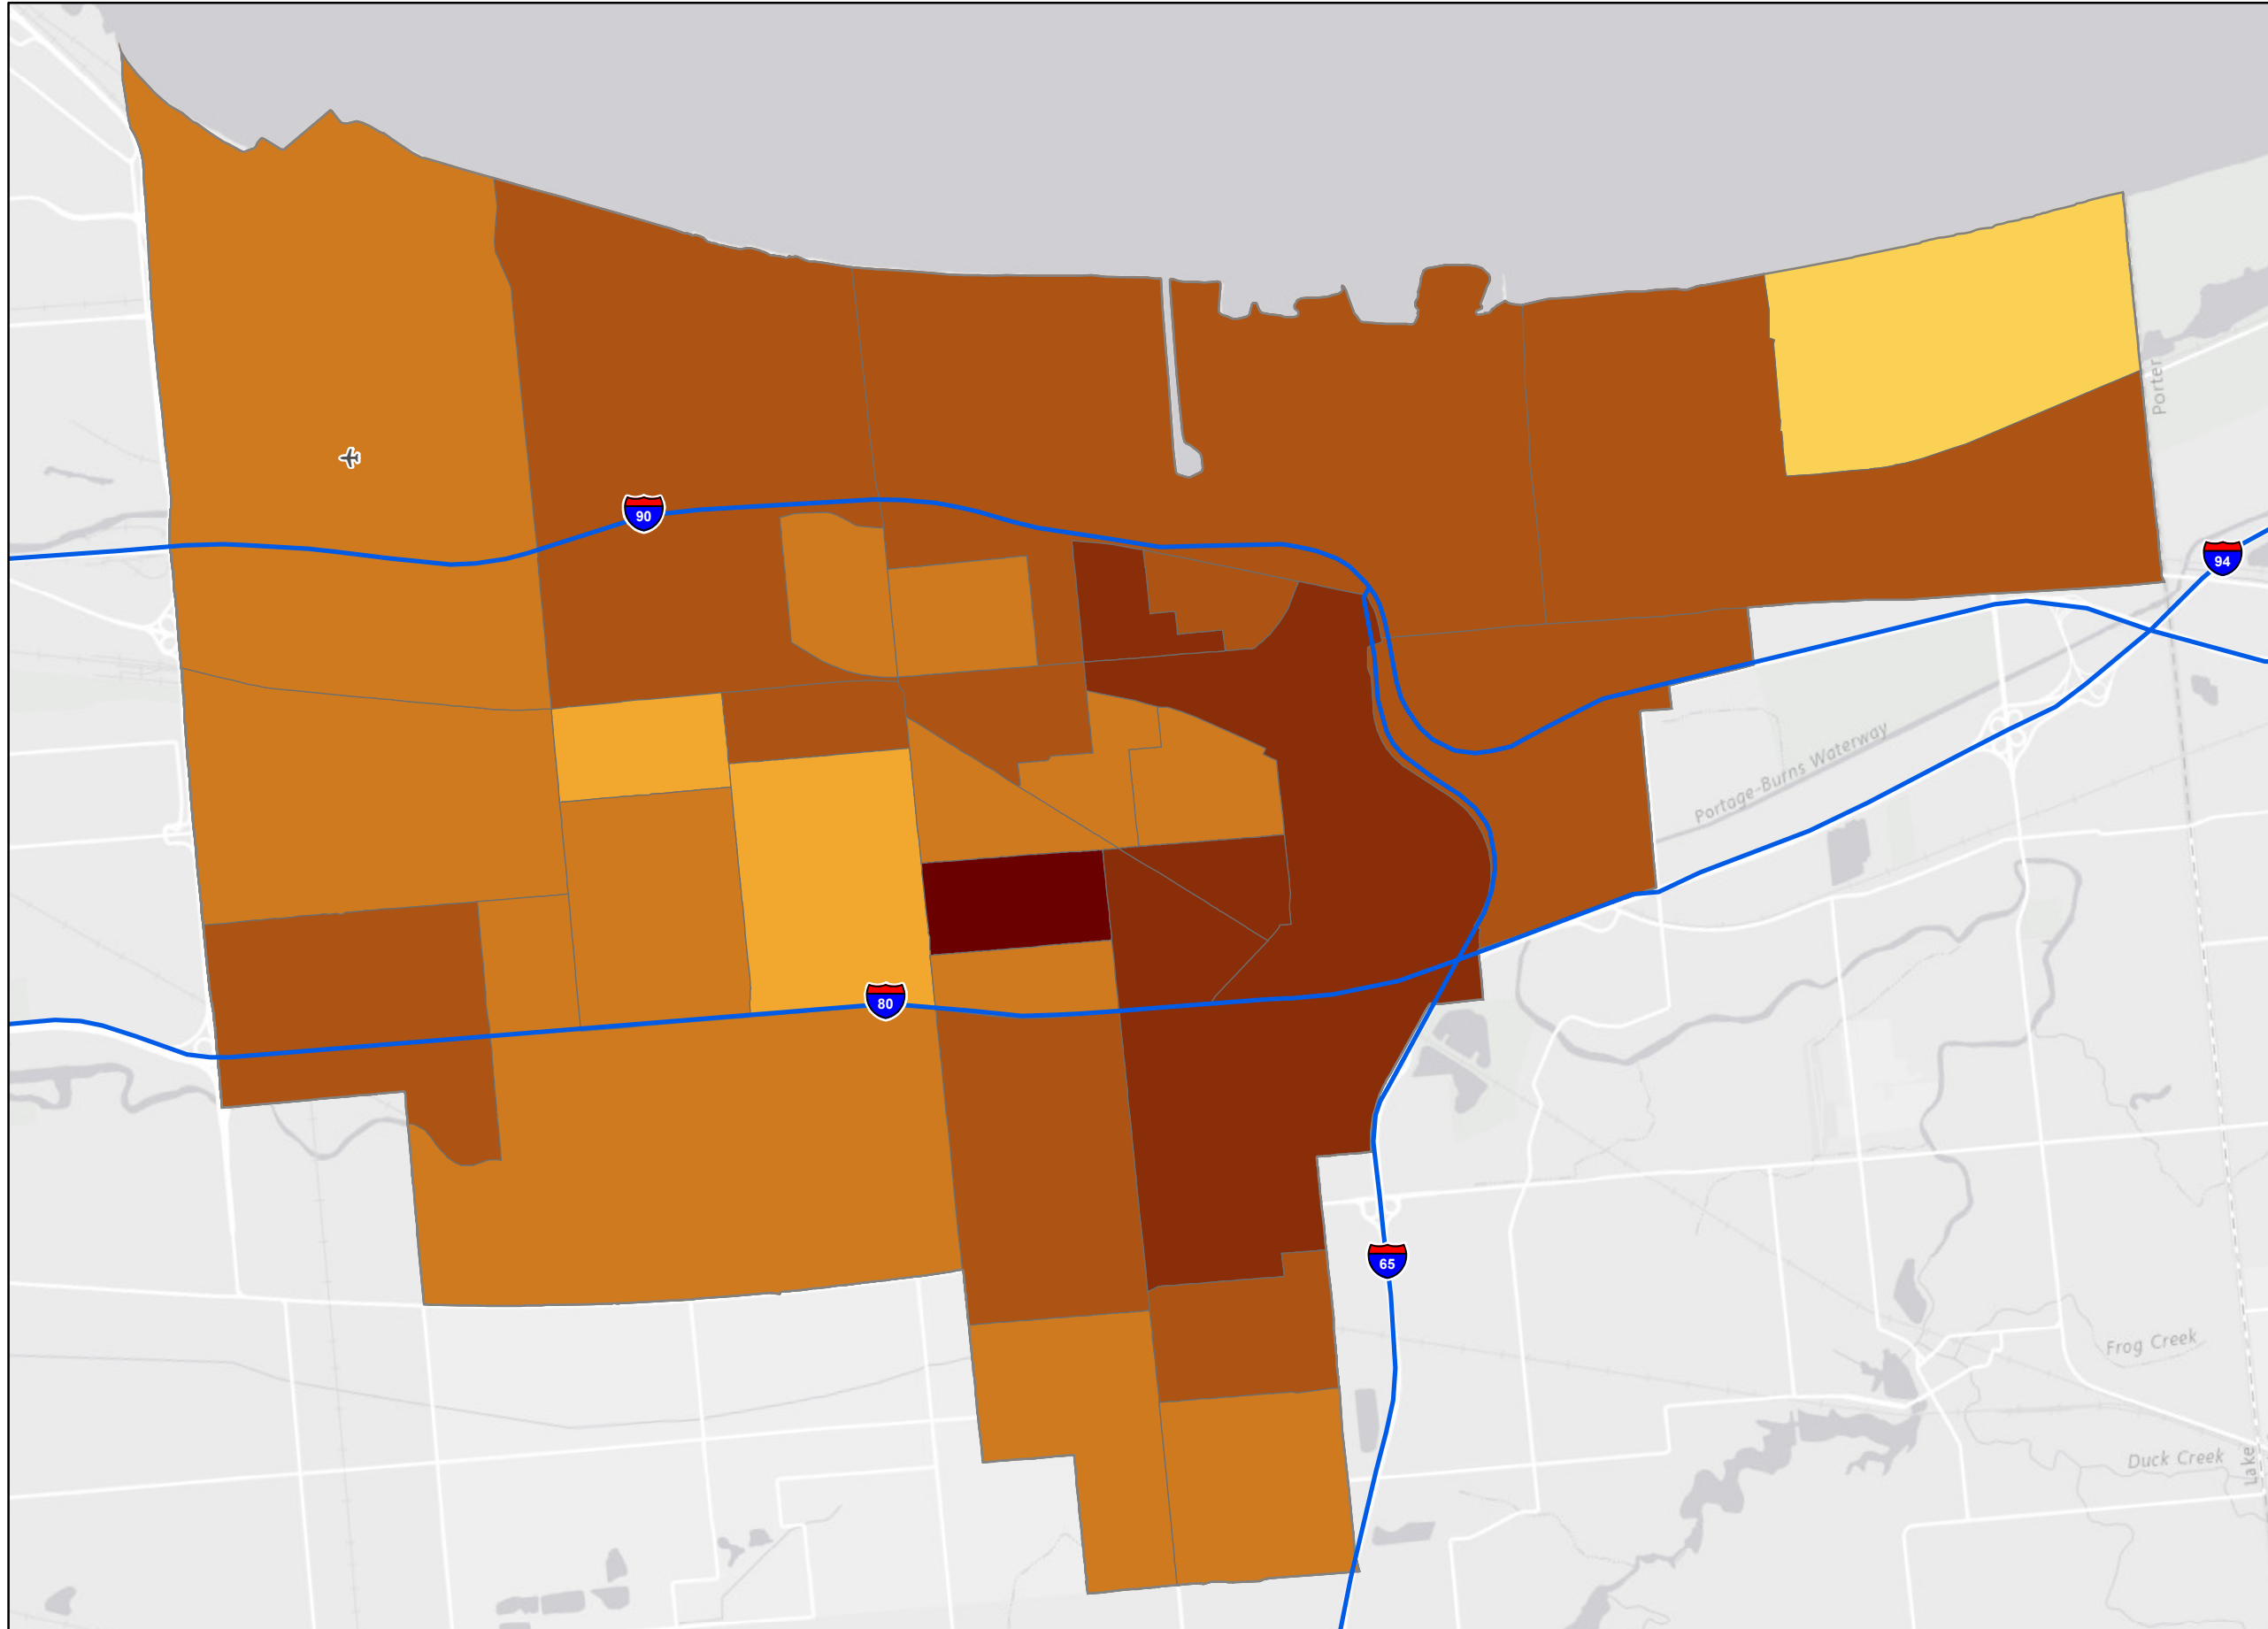 Porter
90
94
Portage-Burns Waterway
80
65
Frog Creek
Duck Creek
Lake